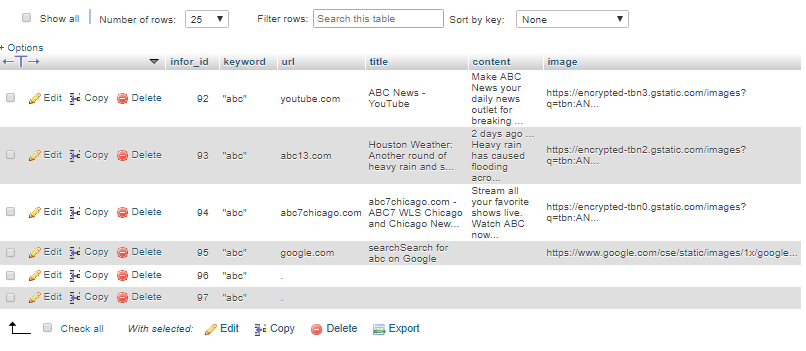 Show all Number of rows: 25 Filter rows: Search this table Sort by key: None
+ Options
←T→ infor_id keyword url title content image
Edit Copy Delete 92 "abc" youtube.com ABC News - YouTube Make ABC News your daily news outlet for breaking ... https://encrypted-tbn3.gstatic.com/images?q=tbn:AN...
Edit Copy Delete 93 "abc" abc13.com Houston Weather: Another round of heavy rain and s... 2 days ago ... Heavy rain has caused flooding acro... https://encrypted-tbn2.gstatic.com/images?q=tbn:AN...
Edit Copy Delete 94 "abc" abc7chicago.com abc7chicago.com - ABC7 WLS Chicago and Chicago New... Stream all your favorite shows live. Watch ABC now... https://encrypted-tbn0.gstatic.com/images?q=tbn:AN...
Edit Copy Delete 95 "abc" google.com searchSearch for abc on Google https://www.google.com/cse/static/images/1x/google...
Edit Copy Delete 96 "abc" .
Edit Copy Delete 97 "abc" .
Check all With selected: Edit Copy Delete Export